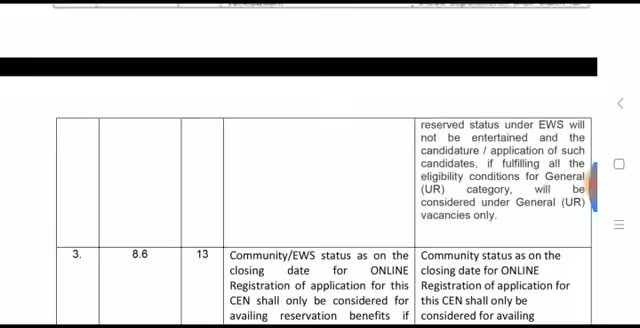 reserved status under EWS will
not be entertained and the
candidature / application of such
candidates, if fulfilling all the
eligibility conditions for General
(UR) category, will be
considered under General (UR)
vacancies only.
3. 8.6 13
Community/EWS status as on the
closing date for ONLINE
Registration of application for this
CEN shall only be considered for
availing reservation benefits if
Community status as on the
closing date for ONLINE
Registration of application for
this CEN shall only be
considered for availing